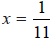 x = 1/11